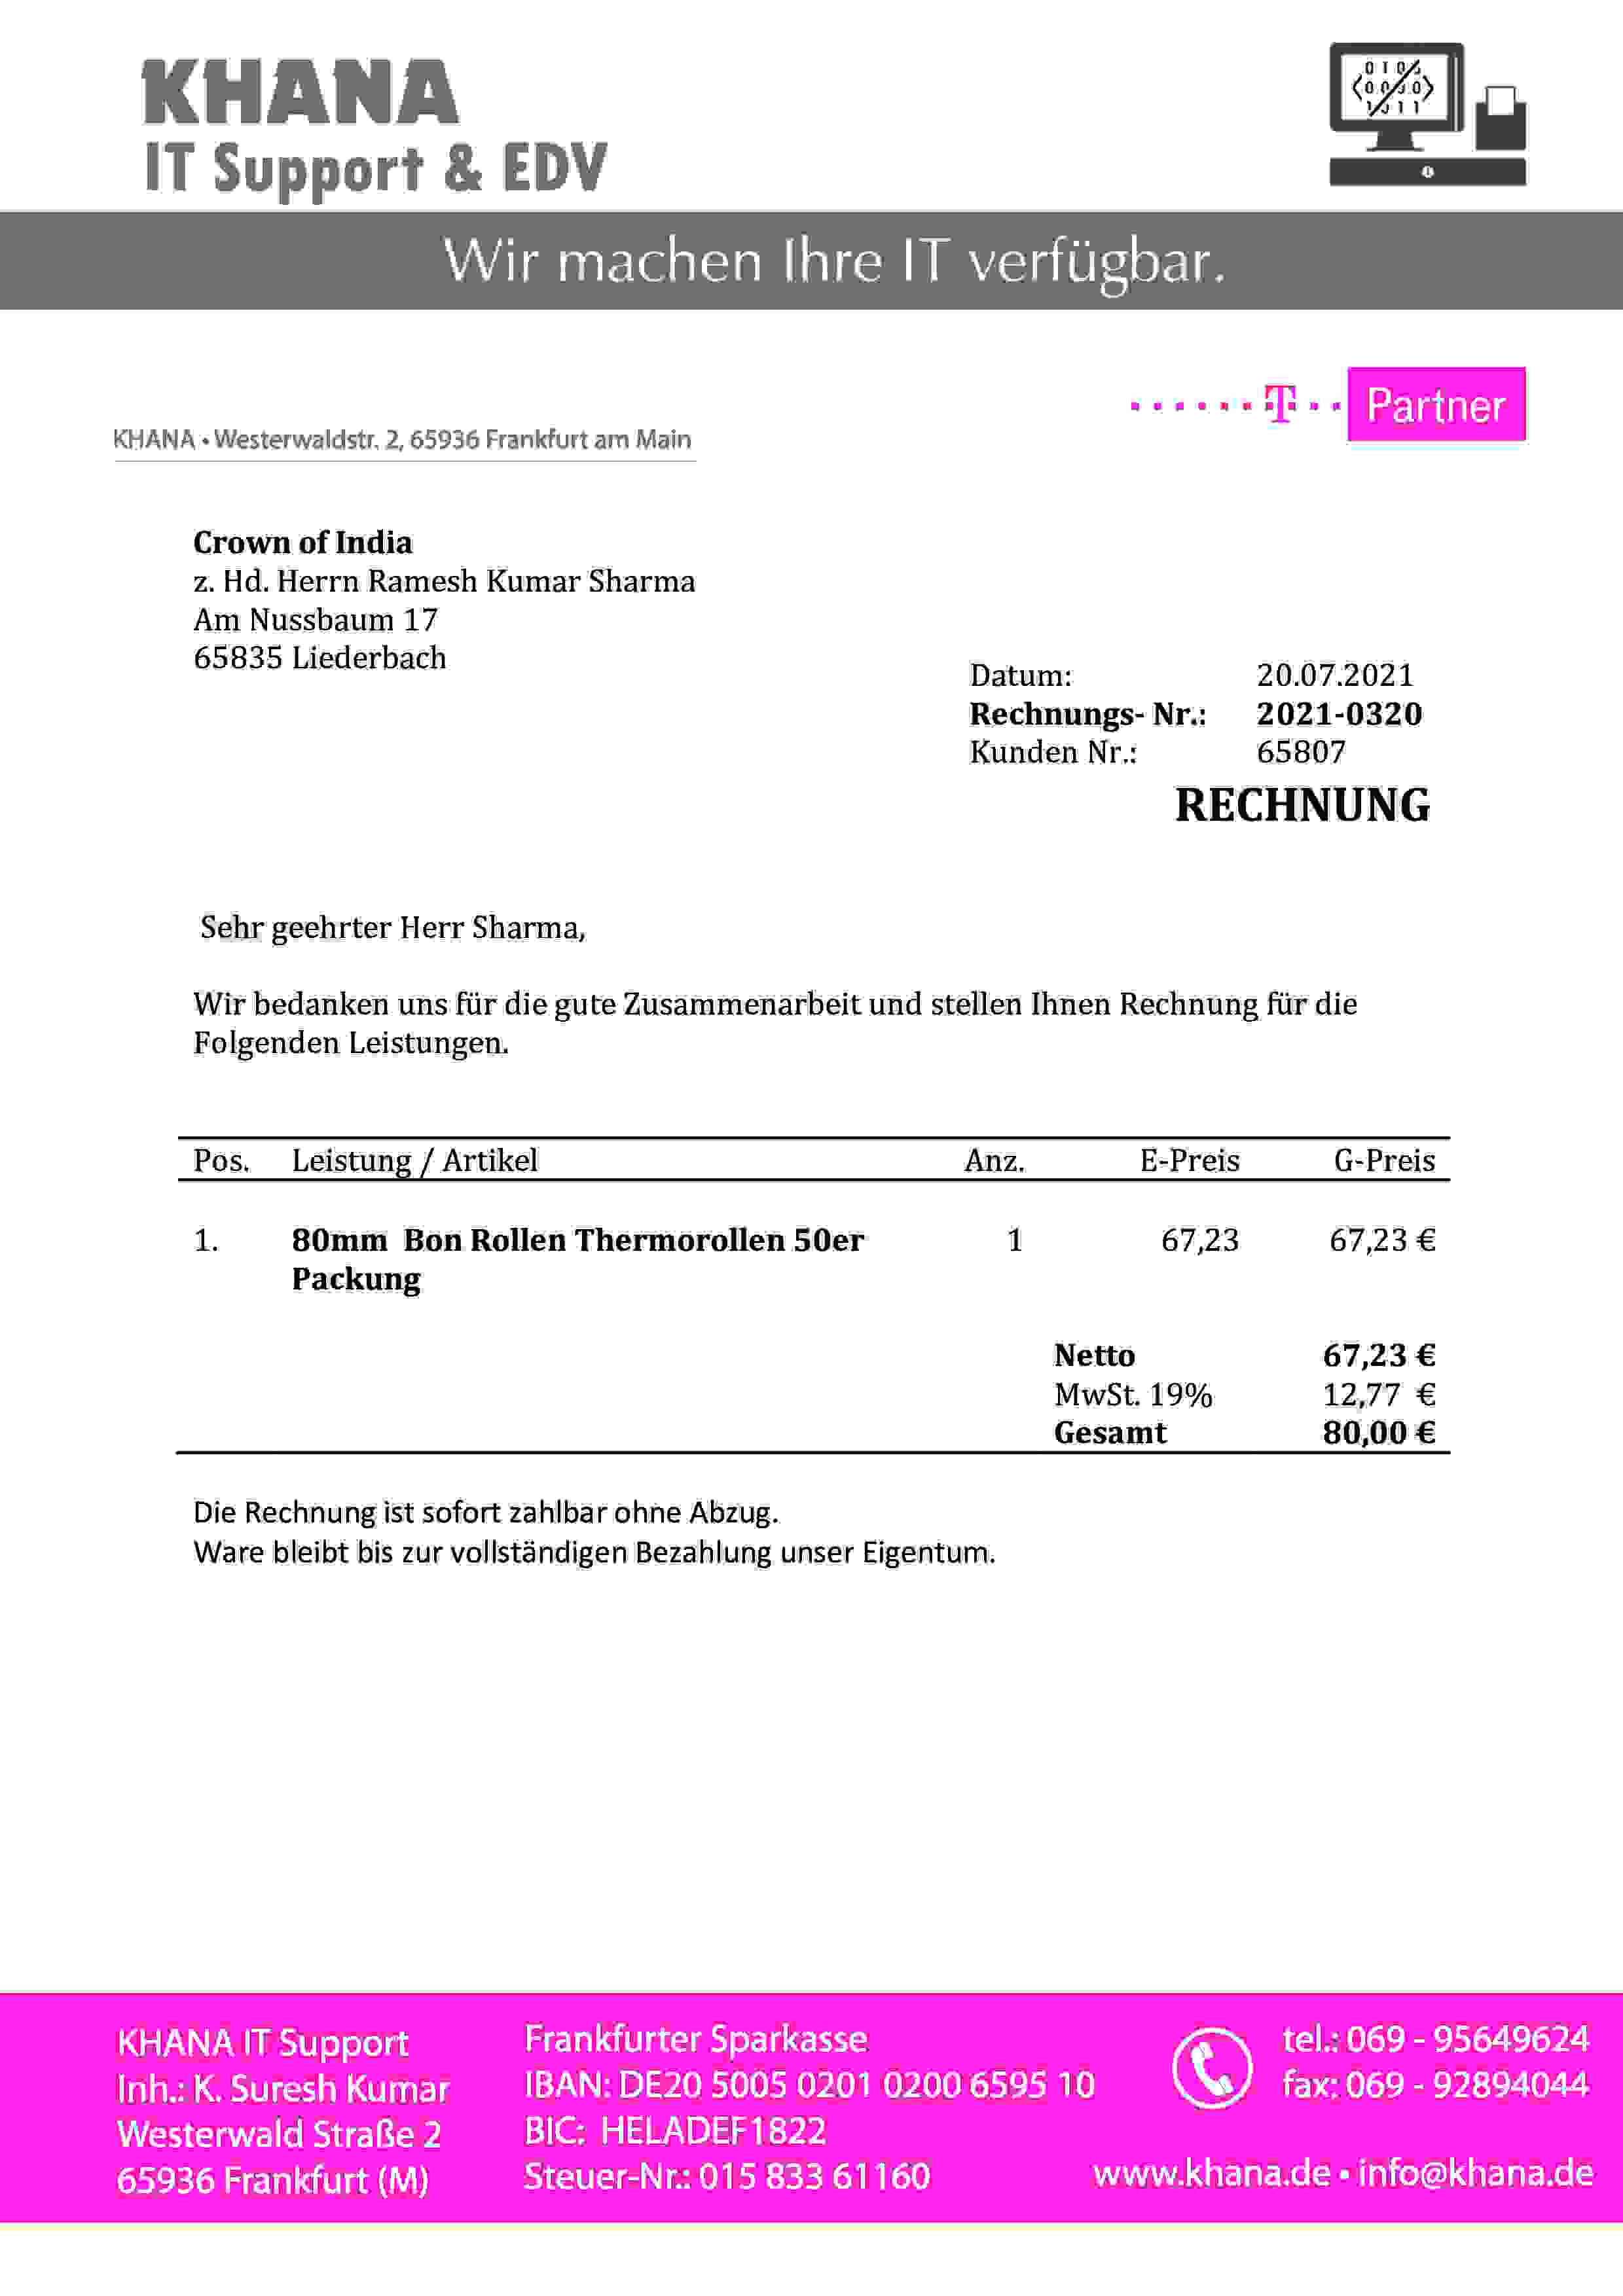 KHANA
IT Support & EDV
Wir machen Ihre IT verfügbar.
T Partner
KHANA • Westerwaldstr. 2, 65936 Frankfurt am Main
Crown of India
z. Hd. Herrn Ramesh Kumar Sharma
Am Nussbaum 17
65835 Liederbach
Datum: 20.07.2021
Rechnungs- Nr.: 2021-0320
Kunden Nr.: 65807
RECHNUNG
Sehr geehrter Herr Sharma,
Wir bedanken uns für die gute Zusammenarbeit und stellen Ihnen Rechnung für die
Folgenden Leistungen.
Pos. Leistung / Artikel Anz. E-Preis G-Preis
1. 80mm Bon Rollen Thermorollen 50er 1 67,23 67,23 €
Packung
Netto 67,23 €
MwSt. 19% 12,77 €
Gesamt 80,00 €
Die Rechnung ist sofort zahlbar ohne Abzug.
Ware bleibt bis zur vollständigen Bezahlung unser Eigentum.
KHANA IT Support
Inh.: K. Suresh Kumar
Westerwald Straße 2
65936 Frankfurt (M)
Frankfurter Sparkasse
IBAN: DE20 5005 0201 0200 6595 10
BIC: HELADEF1822
Steuer-Nr.: 015 833 61160
tel.: 069 - 95649624
fax: 069 - 92894044
www.khana.de • info@khana.de